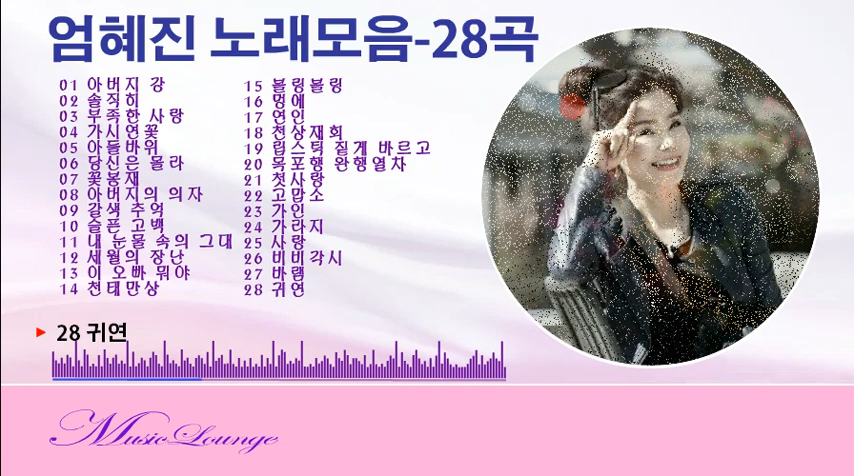 엄혜진 노래모음-28곡
01 아버지 강
02 솔직히
03 부족한 사랑
04 가시연꽃
05 아들바위
06 당신은 몰라
07 꽃봉재
08 아버지의 의자
09 갈색 추억
10 슬픈 고백
11 내 눈물 속의 그대
12 세월의 장난
13 이 오빠 뭐야
14 천태만상
15 블링블링
16 멍에
17 연인
18 천상재회
19 립스틱 짙게 바르고
20 목포행 완행열차
21 첫사랑
22 고맙소
23 가인
24 가라지
25 사랑
26 비비각시
27 바램
28 귀연
28 귀연
Music Lounge